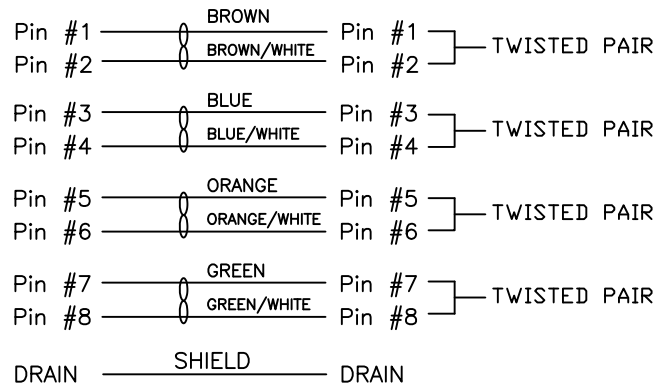 BROWN
Pin #1 Pin #1
BROWN/WHITE TWISTED PAIR
Pin #2 Pin #2
BLUE
Pin #3 Pin #3
BLUE/WHITE TWISTED PAIR
Pin #4 Pin #4
ORANGE
Pin #5 Pin #5
ORANGE/WHITE TWISTED PAIR
Pin #6 Pin #6
GREEN
Pin #7 Pin #7
GREEN/WHITE TWISTED PAIR
Pin #8 Pin #8
SHIELD
DRAIN DRAIN